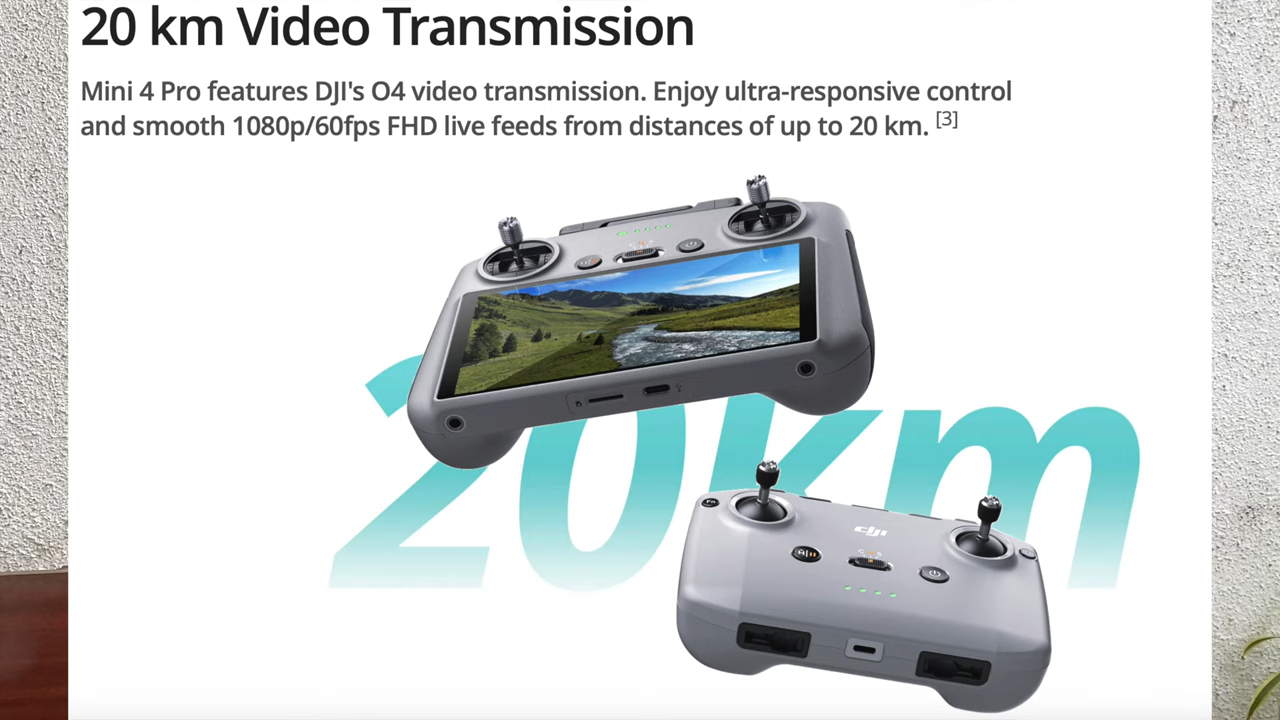 20 km Video Transmission
Mini 4 Pro features DJI's O4 video transmission. Enjoy ultra-responsive control
and smooth 1080p/60fps FHD live feeds from distances of up to 20 km. [3]
20km
Fn
dji
C N S